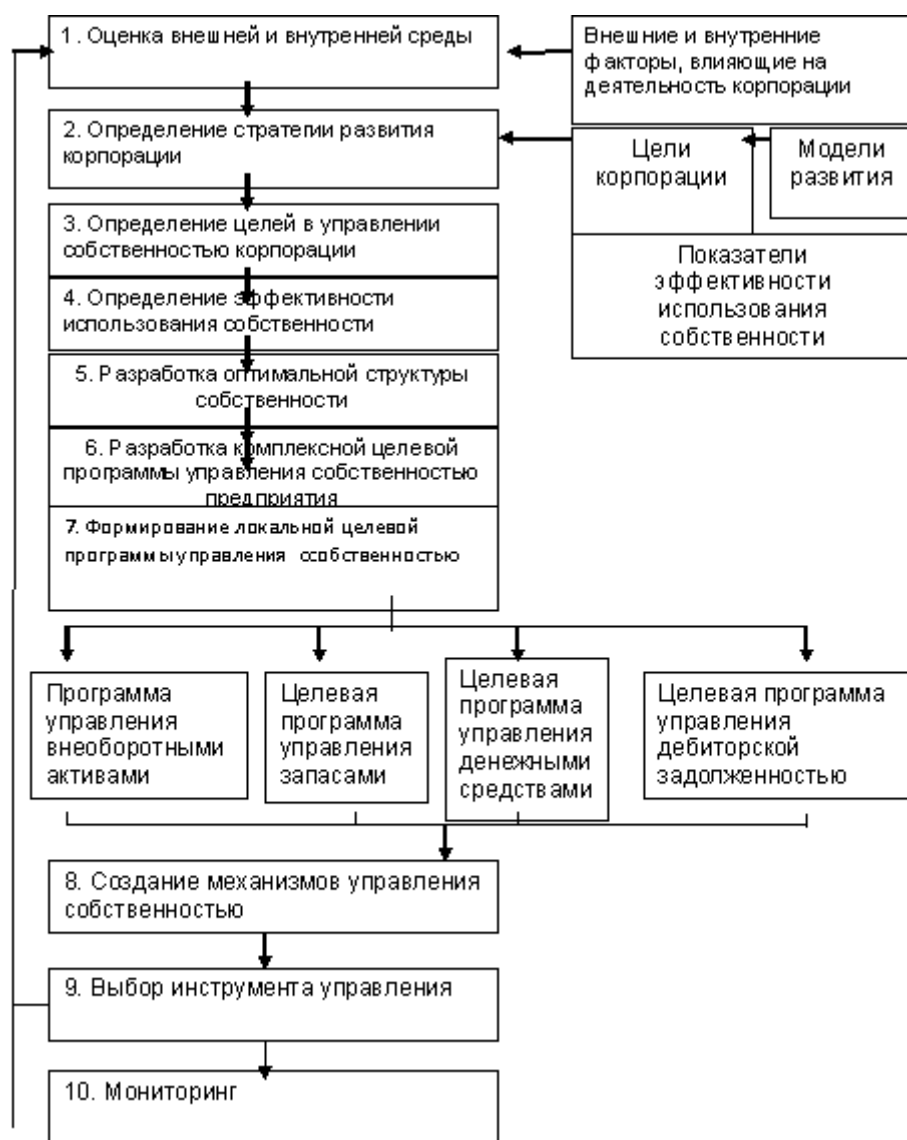 1. Оценка внешней и внутренней среды
Внешние и внутренние
факторы, влияющие на
деятельность корпорации
2. Определение стратегии развития
корпорации
Цели
корпорации
Модели
развития
3. Определение целей в управлении
собственностью корпорации
Показатели
эффективности
использования
собственности
4. Определение эффективности
использования собственности
5. Разработка оптимальной структуры
собственности
6. Разработка комплексной целевой
программы управления собственностью
предприятия
7. Формирование локальной целевой
программы управления ссобственностью
Программа
управления
внеоборотными
активами
Целевая
программа
управления
запасами
Целевая
программа
управления
денежными
средствами
Целевая программа
управления
дебиторской
задолженностью
8. Создание механизмов управления
собственностью
9. Выбор инструмента управления
10. Мониторинг